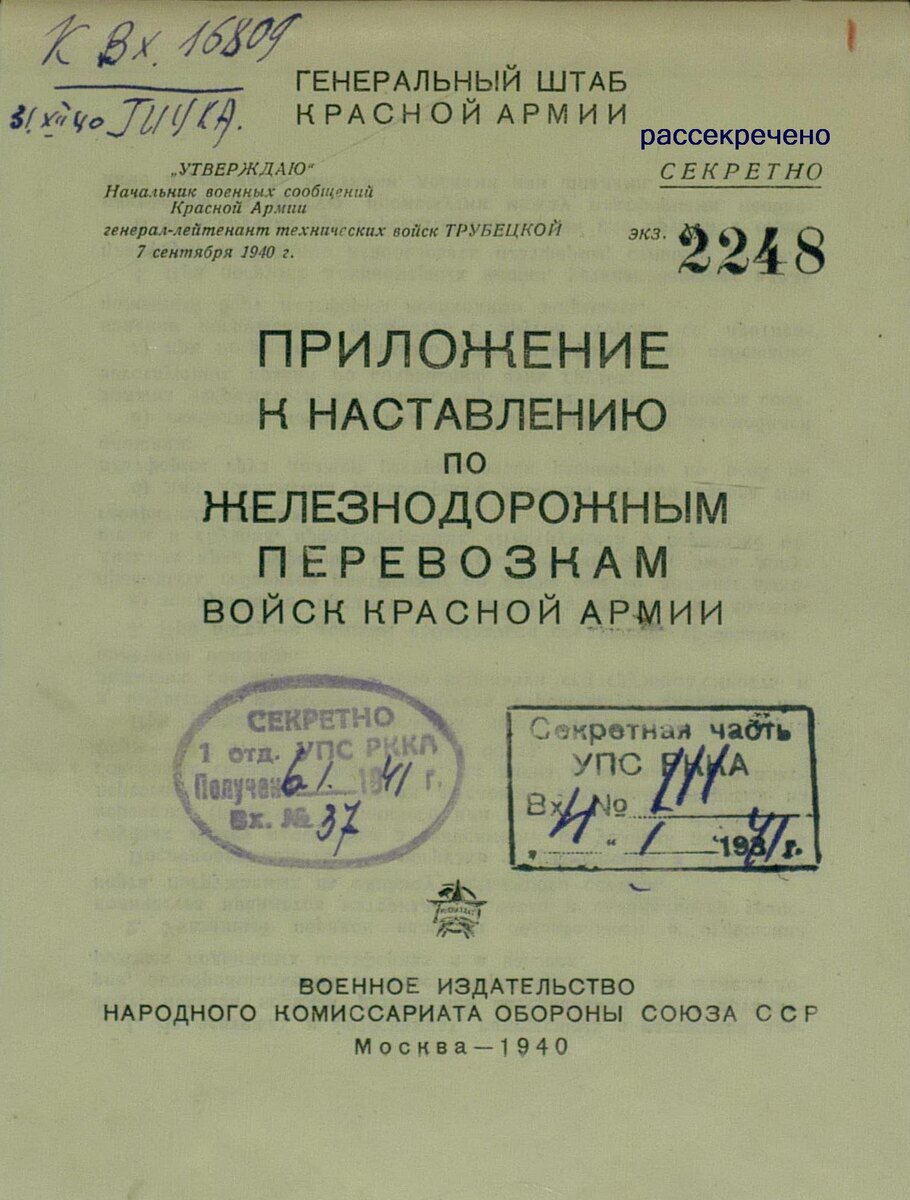 К Вх. 16809
31.XII 40 ГИУКА.
ГЕНЕРАЛЬНЫЙ ШТАБ
КРАСНОЙ АРМИИ
рассекречено
СЕКРЕТНО
„УТВЕРЖДАЮ“
Начальник военных сообщений
Красной Армии
генерал-лейтенант технических войск ТРУБЕЦКОЙ
7 сентября 1940 г.
экз. № 2248
ПРИЛОЖЕНИЕ
К НАСТАВЛЕНИЮ
ПО
ЖЕЛЕЗНОДОРОЖНЫМ
ПЕРЕВОЗКАМ
ВОЙСК КРАСНОЙ АРМИИ
СЕКРЕТНО
1 отд. УПС РККА
Получен 6 1. 1941 г.
Вх. № 37
Секретная часть
УПС РККА
Вх. №
„ 4 “ 1 1941 г.
ВОЕННОЕ ИЗДАТЕЛЬСТВО
НАРОДНОГО КОМИССАРИАТА ОБОРОНЫ СОЮЗА ССР
Москва—1940